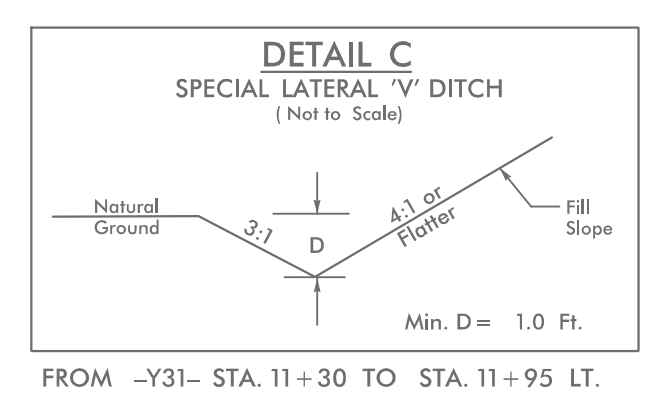 DETAIL C
SPECIAL LATERAL 'V' DITCH
( Not to Scale)
Natural
Ground
3:1
D
4:1 or
Flatter
Fill
Slope
Min. D = 1.0 Ft.
FROM -Y31- STA. 11+30 TO STA. 11+95 LT.